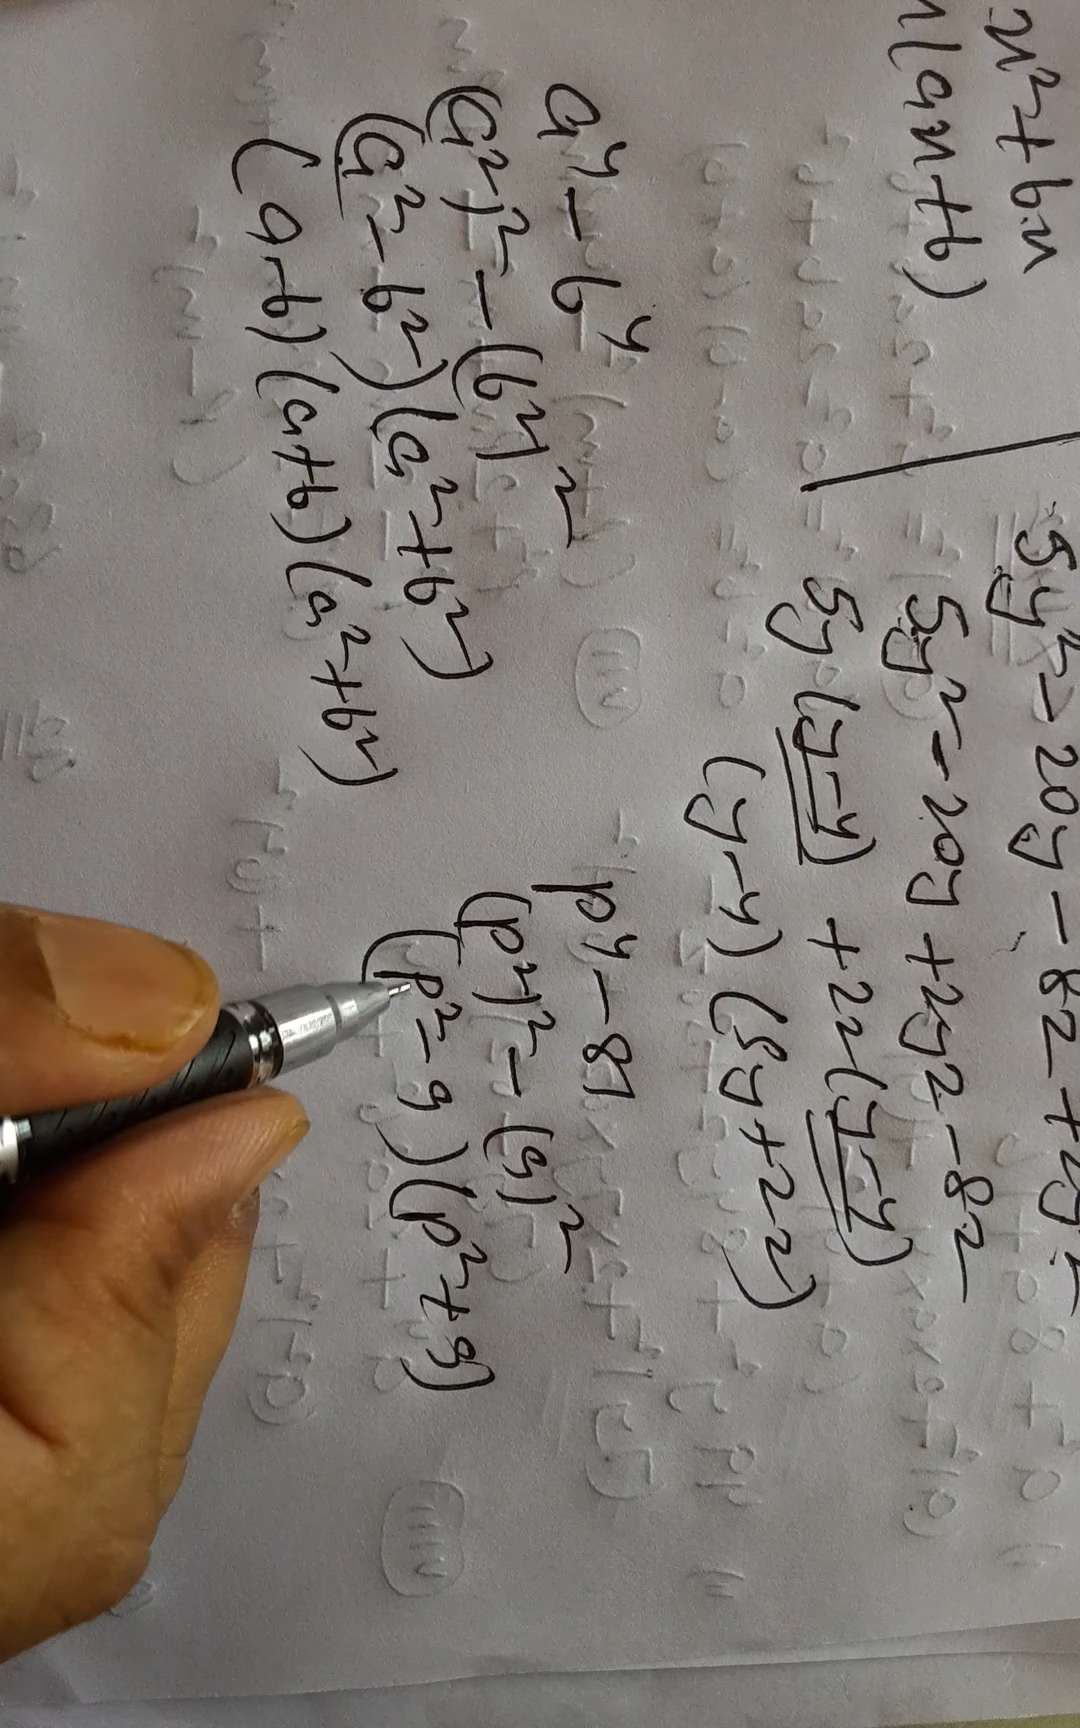 x² + bx
x(ax+b)
5y² - 20y - 8z + 2yz
5y² - 20y + 2yz - 8z
5y(y-4) + 2z(y-4)
(y-4)(5y+2z)
a⁴ - b⁴
(a²)² - (b²)²
(a² - b²)(a² + b²)
(a-b)(a+b)(a²+b²)
p⁴ - 81
(p²)² - (9)²
(p² - 9)(p² + 9)